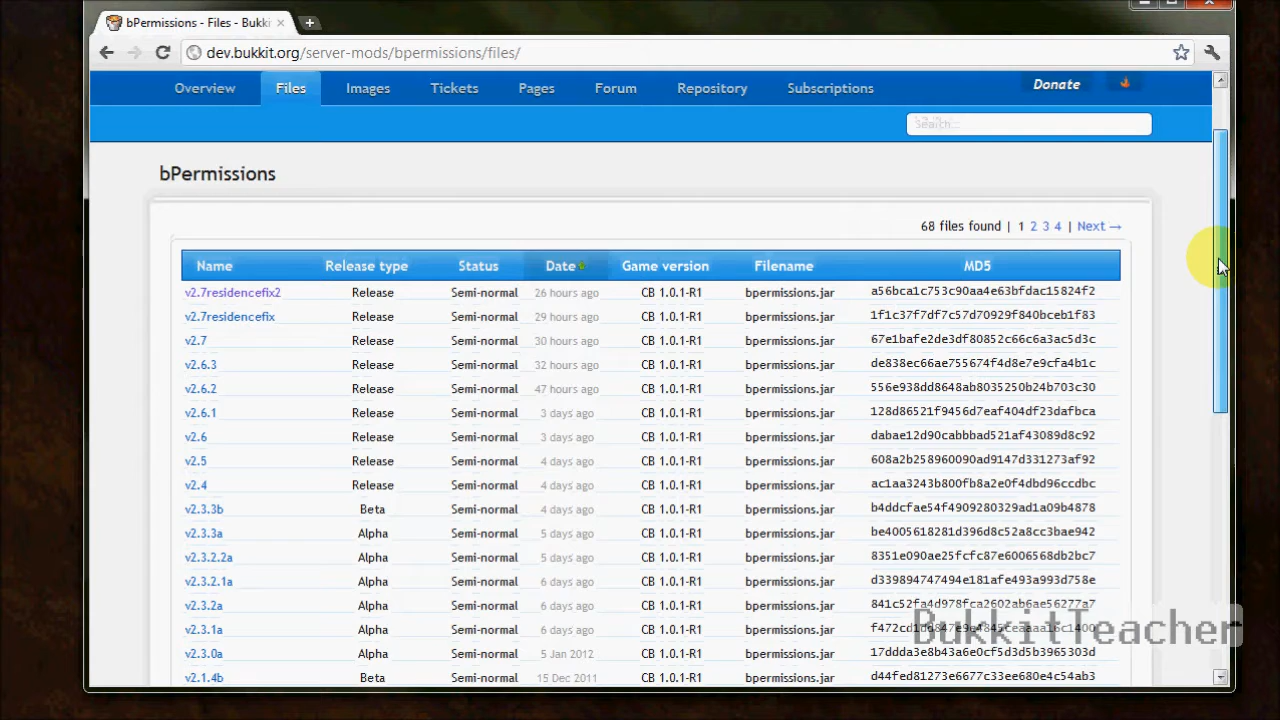 bPermissions - Files - Bukki
dev.bukkit.org/server-mods/bpermissions/files/
Overview Files Images Tickets Pages Forum Repository Subscriptions Donate
Search...
bPermissions
68 files found | 1 2 3 4 | Next →
Name Release type Status Date Game version Filename MD5
v2.7residencefix2 Release Semi-normal 26 hours ago CB 1.0.1-R1 bpermissions.jar a56bca1c753c90aa4e63bfdac15824f2
v2.7residencefix Release Semi-normal 29 hours ago CB 1.0.1-R1 bpermissions.jar 1f1c37f7df7c57d70929f840bceb1f83
v2.7 Release Semi-normal 30 hours ago CB 1.0.1-R1 bpermissions.jar 67e1bafe2de3df80852c66c6a3ac5d3c
v2.6.3 Release Semi-normal 32 hours ago CB 1.0.1-R1 bpermissions.jar de838ec66ae755674f4d8e7e9cfa4b1c
v2.6.2 Release Semi-normal 47 hours ago CB 1.0.1-R1 bpermissions.jar 556e938dd8648ab8035250b24b703c30
v2.6.1 Release Semi-normal 3 days ago CB 1.0.1-R1 bpermissions.jar 128d86521f9456d7eaf404df23dafbca
v2.6 Release Semi-normal 3 days ago CB 1.0.1-R1 bpermissions.jar dabae12d90cabbbad521af43089d8c92
v2.5 Release Semi-normal 4 days ago CB 1.0.1-R1 bpermissions.jar 608a2b258960090ad9147d331273af92
v2.4 Release Semi-normal 4 days ago CB 1.0.1-R1 bpermissions.jar ac1aa3243b800fb8a2e0f4dbd96ccdbc
v2.3.3b Beta Semi-normal 4 days ago CB 1.0.1-R1 bpermissions.jar b4ddcfae54f4909280329ad1a09b4878
v2.3.3a Alpha Semi-normal 5 days ago CB 1.0.1-R1 bpermissions.jar be4005618281d396d8c52a8cc3bae942
v2.3.2.2a Alpha Semi-normal 5 days ago CB 1.0.1-R1 bpermissions.jar 8351e090ae25fcfc87e6006568db2bc7
v2.3.2.1a Alpha Semi-normal 6 days ago CB 1.0.1-R1 bpermissions.jar d339894747494e181afe493a993d758e
v2.3.2a Alpha Semi-normal 6 days ago CB 1.0.1-R1 bpermissions.jar 841c52fa4d978fca2602ab6ae56277a7
v2.3.1a Alpha Semi-normal 6 days ago CB 1.0.1-R1 bpermissions.jar
v2.3.0a Alpha Semi-normal 5 Jan 2012 CB 1.0.1-R1 bpermissions.jar 17ddda3e8b43a6e0cf5d3d5b3965303d
v2.1.4b Beta Semi-normal 15 Dec 2011 CB 1.0.1-R1 bpermissions.jar d44fed81273e6677c33ee680e4c54ab3
BukkitTeacher